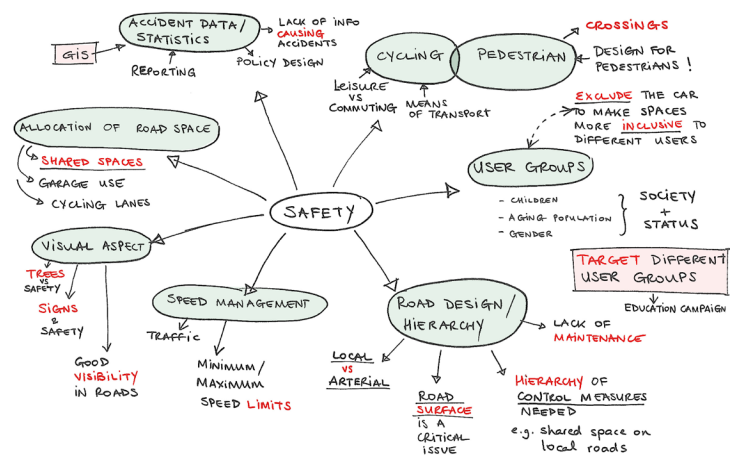 ACCIDENT DATA/
STATISTICS
GIS
REPORTING
LACK OF INFO
CAUSING
ACCIDENTS
POLICY DESIGN
CYCLING
PEDESTRIAN
CROSSINGS
DESIGN FOR
PEDESTRIANS !
LEISURE
VS
COMMUTING
MEANS
OF TRANSPORT
EXCLUDE THE CAR
TO MAKE SPACES
MORE INCLUSIVE TO
DIFFERENT USERS
ALLOCATION OF ROAD SPACE
SHARED SPACES
GARAGE USE
CYCLING LANES
USER GROUPS
- CHILDREN
- AGING POPULATION
- GENDER
SOCIETY
+
STATUS
SAFETY
VISUAL ASPECT
TREES
VS
SAFETY
SIGNS
&
SAFETY
GOOD
VISIBILITY
IN ROADS
TARGET DIFFERENT
USER GROUPS
EDUCATION CAMPAIGN
SPEED MANAGEMENT
TRAFFIC
MINIMUM/
MAXIMUM
SPEED LIMITS
ROAD DESIGN/
HIERARCHY
LACK OF
MAINTENANCE
LOCAL
VS
ARTERIAL
ROAD
SURFACE
IS A
CRITICAL
ISSUE
HIERARCHY OF
CONTROL MEASURES
NEEDED
e.g. shared space on
local roads